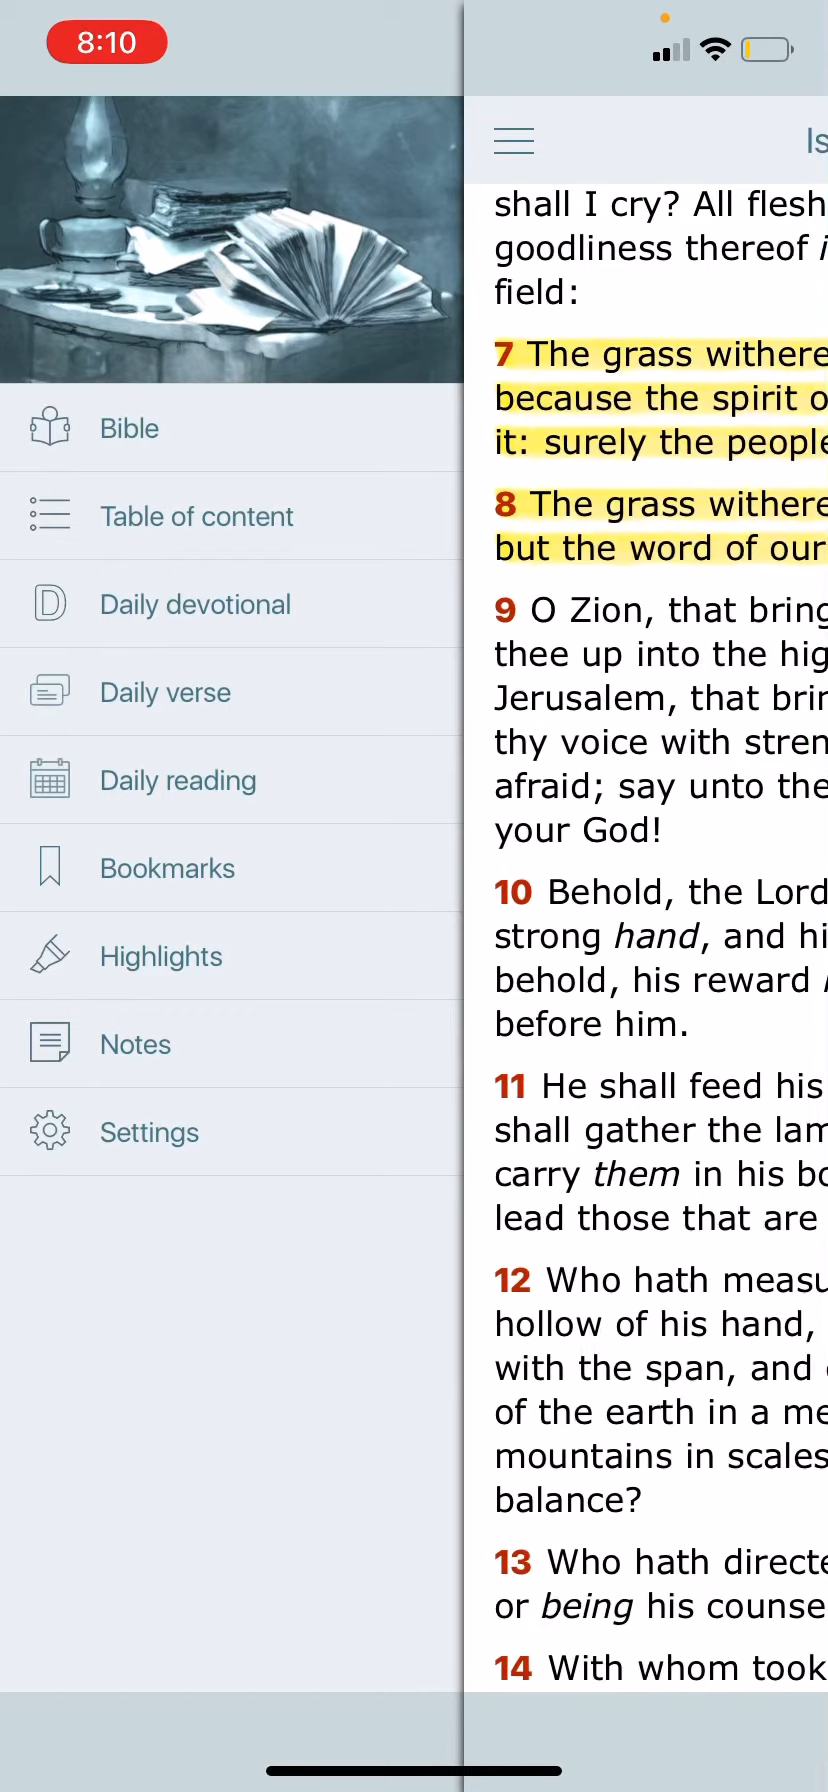 8:10
Bible
Table of content
Daily devotional
Daily verse
Daily reading
Bookmarks
Highlights
Notes
Settings
Is
shall I cry? All flesh
goodliness thereof i
field:
7 The grass withere
because the spirit o
it: surely the people
8 The grass withere
but the word of our
9 O Zion, that bring
thee up into the hig
Jerusalem, that brin
thy voice with stren
afraid; say unto the
your God!
10 Behold, the Lord
strong hand, and hi
behold, his reward
before him.
11 He shall feed his
shall gather the lam
carry them in his bo
lead those that are
12 Who hath measu
hollow of his hand,
with the span, and
of the earth in a me
mountains in scales
balance?
13 Who hath directe
or being his counse
14 With whom took